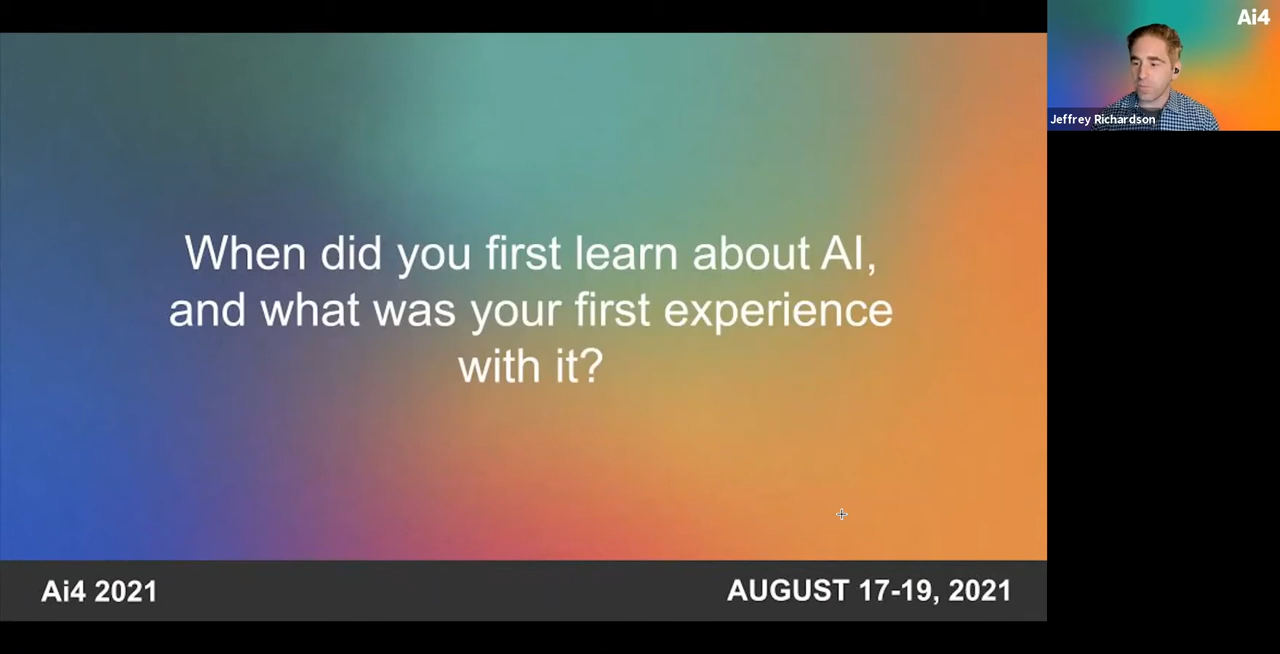 When did you first learn about AI,
and what was your first experience
with it?
Ai4 2021
AUGUST 17-19, 2021
Ai4
Jeffrey Richardson